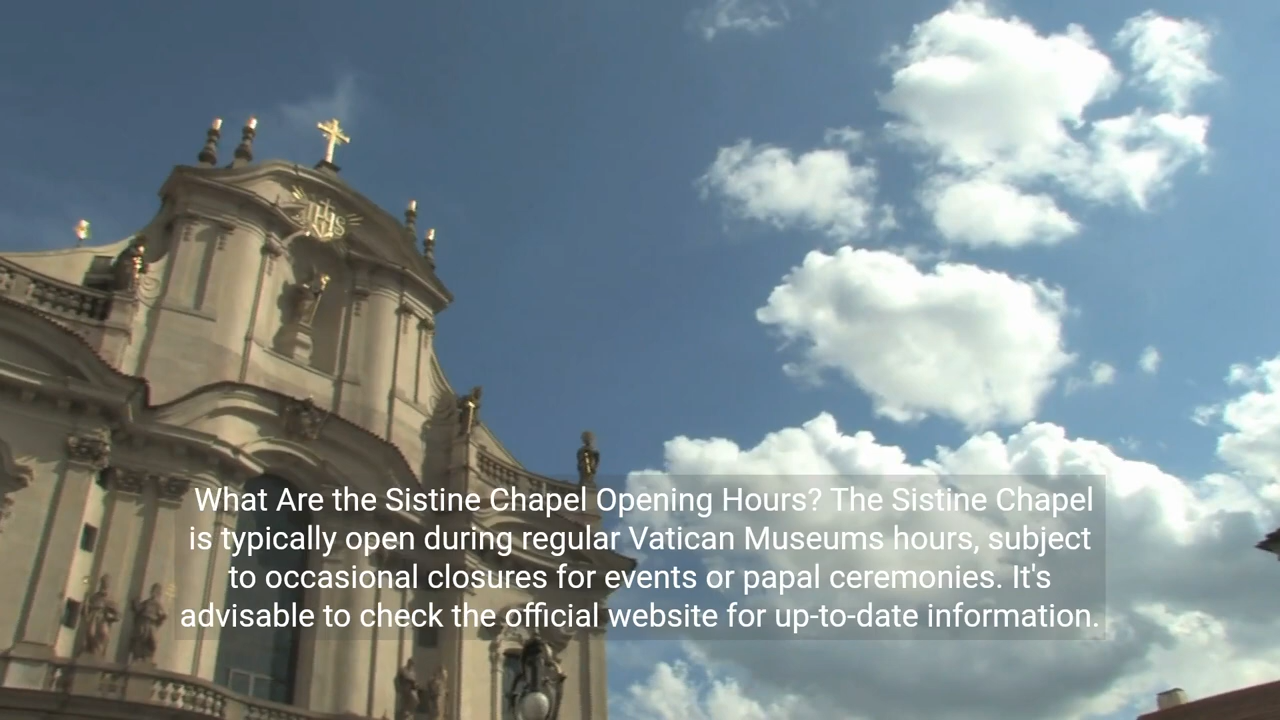 IHS
What Are the Sistine Chapel Opening Hours? The Sistine Chapel
is typically open during regular Vatican Museums hours, subject
to occasional closures for events or papal ceremonies. It's
advisable to check the official website for up-to-date information.